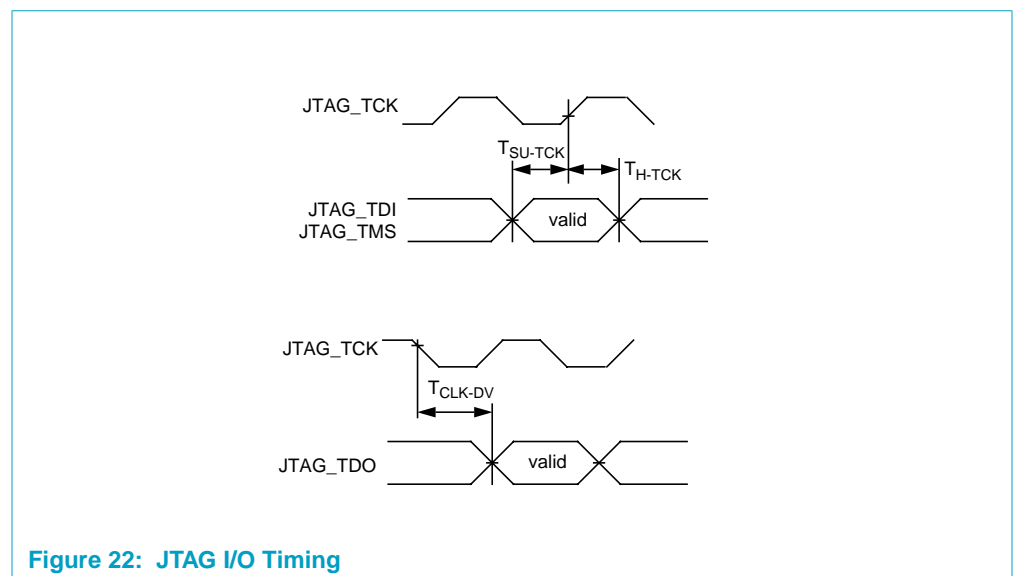 JTAG_TCK
TSU-TCK
TH-TCK
JTAG_TDI
JTAG_TMS
valid
JTAG_TCK
TCLK-DV
JTAG_TDO
valid
Figure 22: JTAG I/O Timing